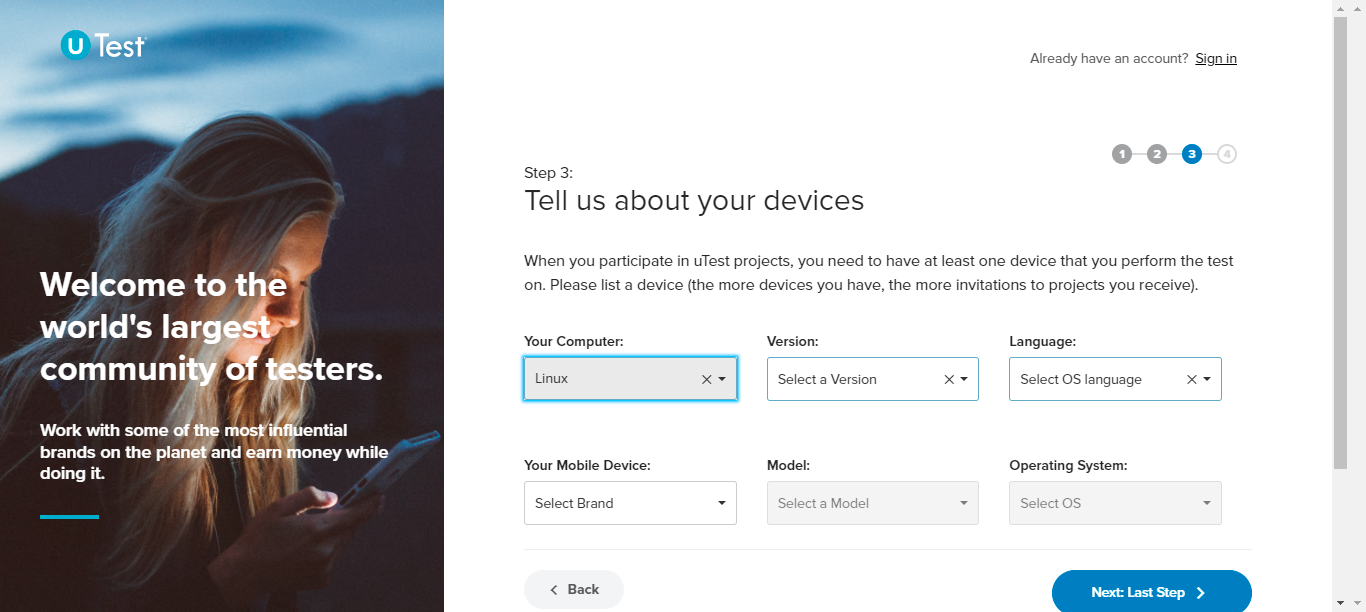 uTest
Already have an account? Sign in
1 2 3 4
Step 3:
Tell us about your devices
Welcome to the
world's largest
community of testers.
Work with some of the most influential
brands on the planet and earn money while
doing it.
When you participate in uTest projects, you need to have at least one device that you perform the test
on. Please list a device (the more devices you have, the more invitations to projects you receive).
Your Computer: Version: Language:
Linux Select a Version Select OS language
Your Mobile Device: Model: Operating System:
Select Brand Select a Model Select OS
Back Next: Last Step